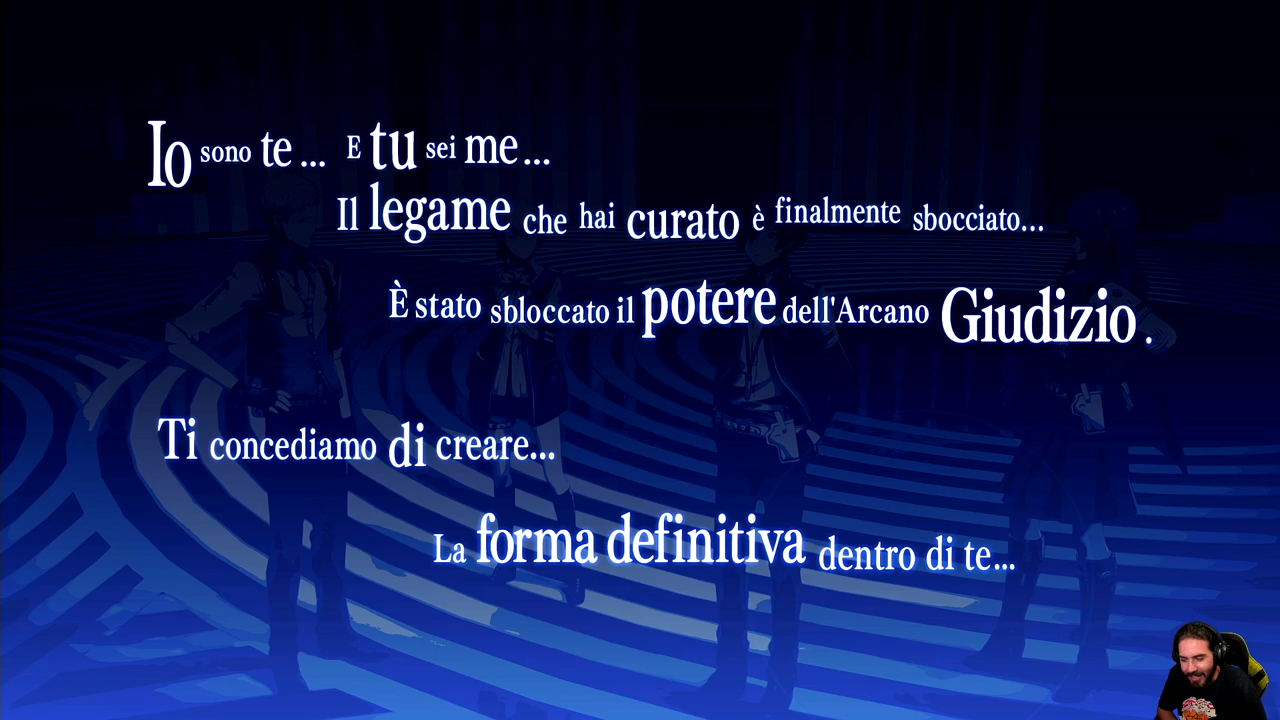 Io sono te... E tu sei me...
Il legame che hai curato è finalmente sbocciato...
È stato sbloccato il potere dell'Arcano Giudizio.
Ti concediamo di creare...
La forma definitiva dentro di te...